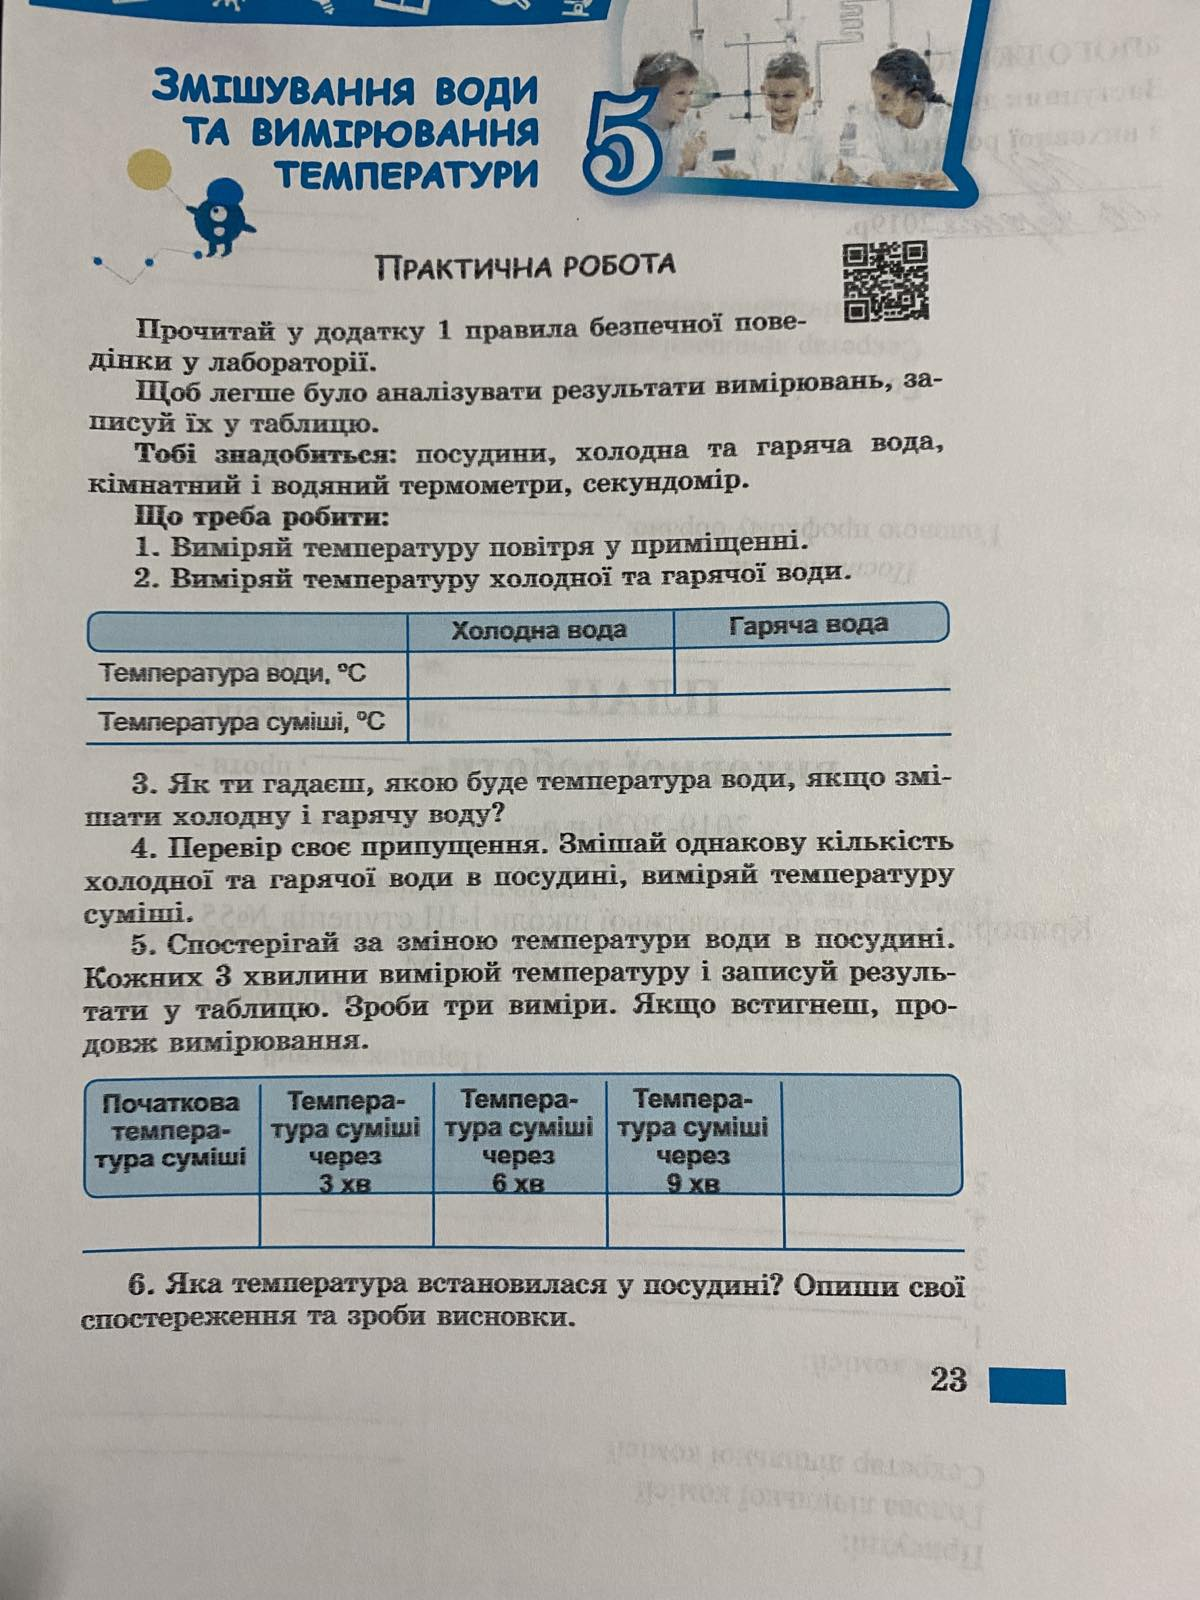 Змішування води
та вимірювання
температури
5
Практична робота
Прочитай у додатку 1 правила безпечної пове-
дінки у лабораторії.
Щоб легше було аналізувати результати вимірювань, за-
писуй їх у таблицю.
Тобі знадобиться: посудини, холодна та гаряча вода,
кімнатний і водяний термометри, секундомір.
Що треба робити:
1. Виміряй температуру повітря у приміщенні.
2. Виміряй температуру холодної та гарячої води.
Холодна вода Гаряча вода
Температура води, °С
Температура суміші, °С
3. Як ти гадаєш, якою буде температура води, якщо змі-
шати холодну і гарячу воду?
4. Перевір своє припущення. Змішай однакову кількість
холодної та гарячої води в посудині, виміряй температуру
суміші.
5. Спостерігай за зміною температури води в посудині.
Кожних 3 хвилини вимірюй температуру і записуй резуль-
тати у таблицю. Зроби три виміри. Якщо встигнеш, про-
довж вимірювання.
Початкова
темпера-
тура суміші
Темпера-
тура суміші
через
3 хв
Темпера-
тура суміші
через
6 хв
Темпера-
тура суміші
через
9 хв
6. Яка температура встановилася у посудині? Опиши свої
спостереження та зроби висновки.
23